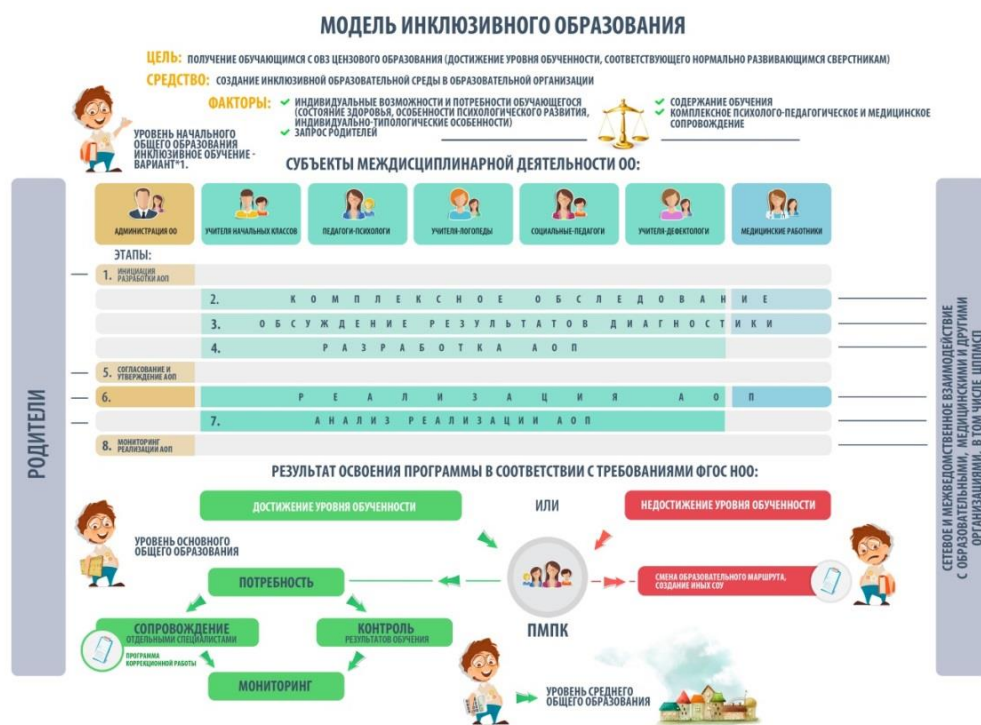 МОДЕЛЬ ИНКЛЮЗИВНОГО ОБРАЗОВАНИЯ
ЦЕЛЬ: ПОЛУЧЕНИЕ ОБУЧАЮЩИМСЯ С ОВЗ ЦЕНЗОВОГО ОБРАЗОВАНИЯ (ДОСТИЖЕНИЕ УРОВНЯ ОБУЧЕННОСТИ, СООТВЕТСТВУЮЩЕГО НОРМАЛЬНО РАЗВИВАЮЩИМСЯ СВЕРСТНИКАМ)
СРЕДСТВО: СОЗДАНИЕ ИНКЛЮЗИВНОЙ ОБРАЗОВАТЕЛЬНОЙ СРЕДЫ В ОБРАЗОВАТЕЛЬНОЙ ОРГАНИЗАЦИИ
ФАКТОРЫ:
ИНДИВИДУАЛЬНЫЕ ВОЗМОЖНОСТИ И ПОТРЕБНОСТИ ОБУЧАЮЩЕГОСЯ
(СОСТОЯНИЕ ЗДОРОВЬЯ, ОСОБЕННОСТИ ПСИХОЛОГИЧЕСКОГО РАЗВИТИЯ,
ИНДИВИДУАЛЬНО-ТИПОЛОГИЧЕСКИЕ ОСОБЕННОСТИ)
ЗАПРОС РОДИТЕЛЕЙ
СОДЕРЖАНИЕ ОБУЧЕНИЯ
КОМПЛЕКСНОЕ ПСИХОЛОГО-ПЕДАГОГИЧЕСКОЕ И МЕДИЦИНСКОЕ
СОПРОВОЖДЕНИЕ
УРОВЕНЬ НАЧАЛЬНОГО
ОБЩЕГО ОБРАЗОВАНИЯ
ИНКЛЮЗИВНОЕ ОБУЧЕНИЕ -
ВАРИАНТ*1.
СУБЪЕКТЫ МЕЖДИСЦИПЛИНАРНОЙ ДЕЯТЕЛЬНОСТИ ОО:
АДМИНИСТРАЦИЯ ОО
УЧИТЕЛЯ НАЧАЛЬНЫХ КЛАССОВ
ПЕДАГОГИ-ПСИХОЛОГИ
УЧИТЕЛЯ-ЛОГОПЕДЫ
СОЦИАЛЬНЫЕ-ПЕДАГОГИ
УЧИТЕЛЯ-ДЕФЕКТОЛОГИ
МЕДИЦИНСКИЕ РАБОТНИКИ
ЭТАПЫ:
1. ИНИЦИАЦИЯ
РАЗРАБОТКИ АОП
2. КОМПЛЕКСНОЕ ОБСЛЕДОВАНИЕ
3. ОБСУЖДЕНИЕ РЕЗУЛЬТАТОВ ДИАГНОСТИКИ
4. РАЗРАБОТКА АОП
5. СОГЛАСОВАНИЕ И
УТВЕРЖДЕНИЕ АОП
6. РЕАЛИЗАЦИЯ АОП
7. АНАЛИЗ РЕАЛИЗАЦИИ АОП
8. МОНИТОРИНГ
РЕАЛИЗАЦИИ АОП
РОДИТЕЛИ
СЕТЕВОЕ И МЕЖВЕДОМСТВЕННОЕ ВЗАИМОДЕЙСТВИЕ
С ОБРАЗОВАТЕЛЬНЫМИ, МЕДИЦИНСКИМИ И ДРУГИМИ
ОРГАНИЗАЦИЯМИ, В ТОМ ЧИСЛЕ ЦППМСП
РЕЗУЛЬТАТ ОСВОЕНИЯ ПРОГРАММЫ В СООТВЕТСТВИИ С ТРЕБОВАНИЯМИ ФГОС НОО:
ДОСТИЖЕНИЕ УРОВНЯ ОБУЧЕННОСТИ
ИЛИ
НЕДОСТИЖЕНИЕ УРОВНЯ ОБУЧЕННОСТИ
УРОВЕНЬ ОСНОВНОГО
ОБЩЕГО ОБРАЗОВАНИЯ
ПОТРЕБНОСТЬ
СМЕНА ОБРАЗОВАТЕЛЬНОГО МАРШРУТА,
СОЗДАНИЕ ИНЫХ СОУ
ПМПК
СОПРОВОЖДЕНИЕ
ОТДЕЛЬНЫМИ СПЕЦИАЛИСТАМИ
КОНТРОЛЬ
РЕЗУЛЬТАТОВ ОБУЧЕНИЯ
ПРОГРАММА
КОРРЕКЦИОННОЙ РАБОТЫ
МОНИТОРИНГ
УРОВЕНЬ СРЕДНЕГО
ОБЩЕГО ОБРАЗОВАНИЯ